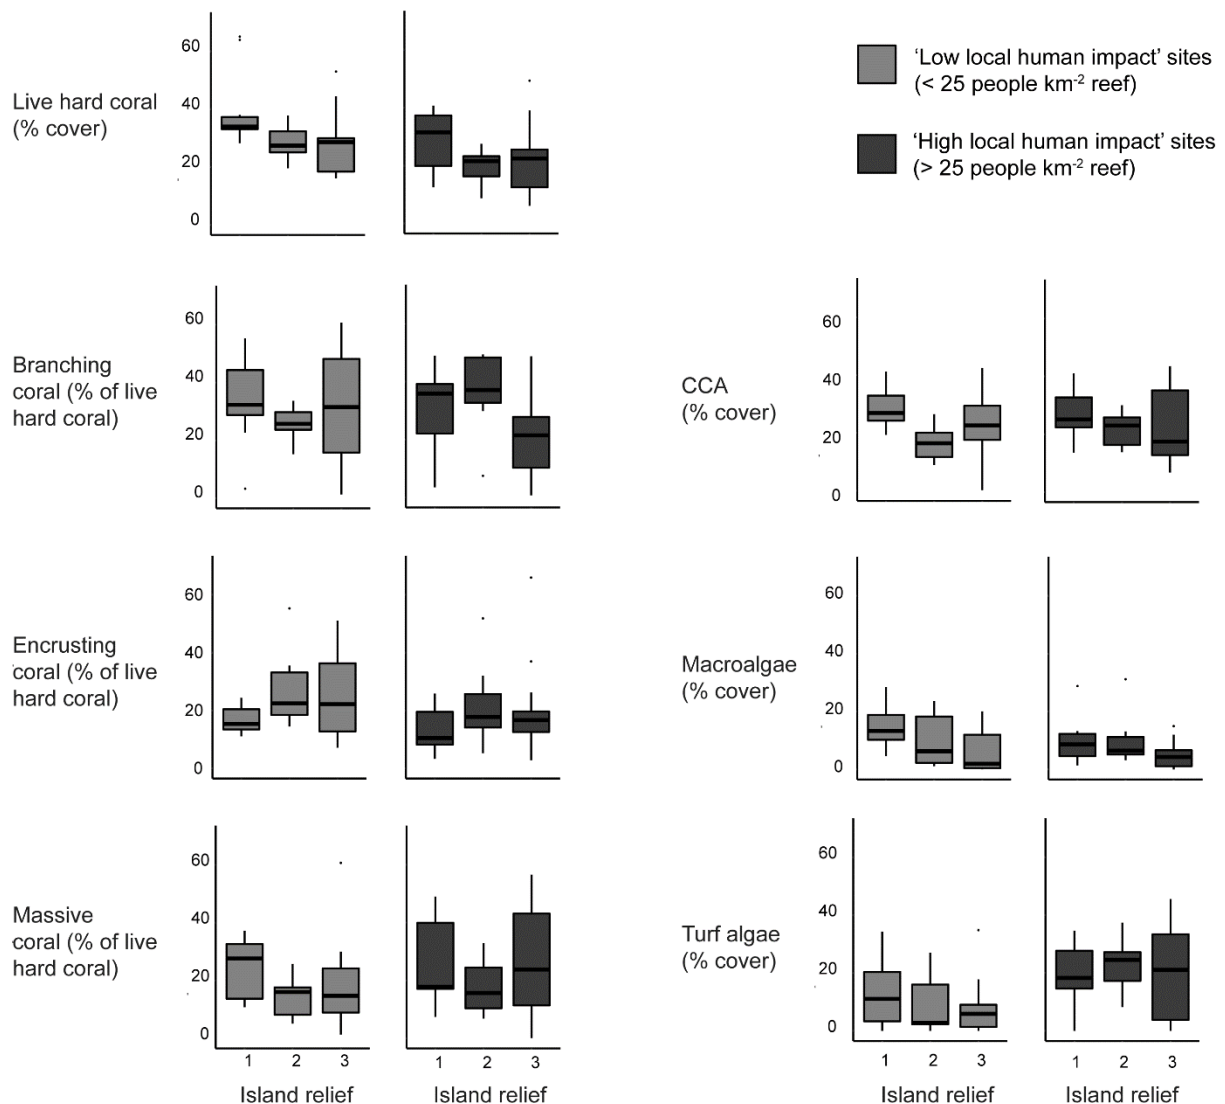 60
40
20
0
Live hard coral
(% cover)
'Low local human impact' sites
(< 25 people km-2 reef)
'High local human impact' sites
(> 25 people km-2 reef)
60
40
20
0
Branching
coral (% of live
hard coral)
60
40
20
0
CCA
(% cover)
60
40
20
0
Encrusting
coral (% of live
hard coral)
60
40
20
0
Macroalgae
(% cover)
60
40
20
0
Massive
coral (% of live
hard coral)
1 2 3
1 2 3
Island relief
Island relief
60
40
20
0
Turf algae
(% cover)
1 2 3
1 2 3
Island relief
Island relief